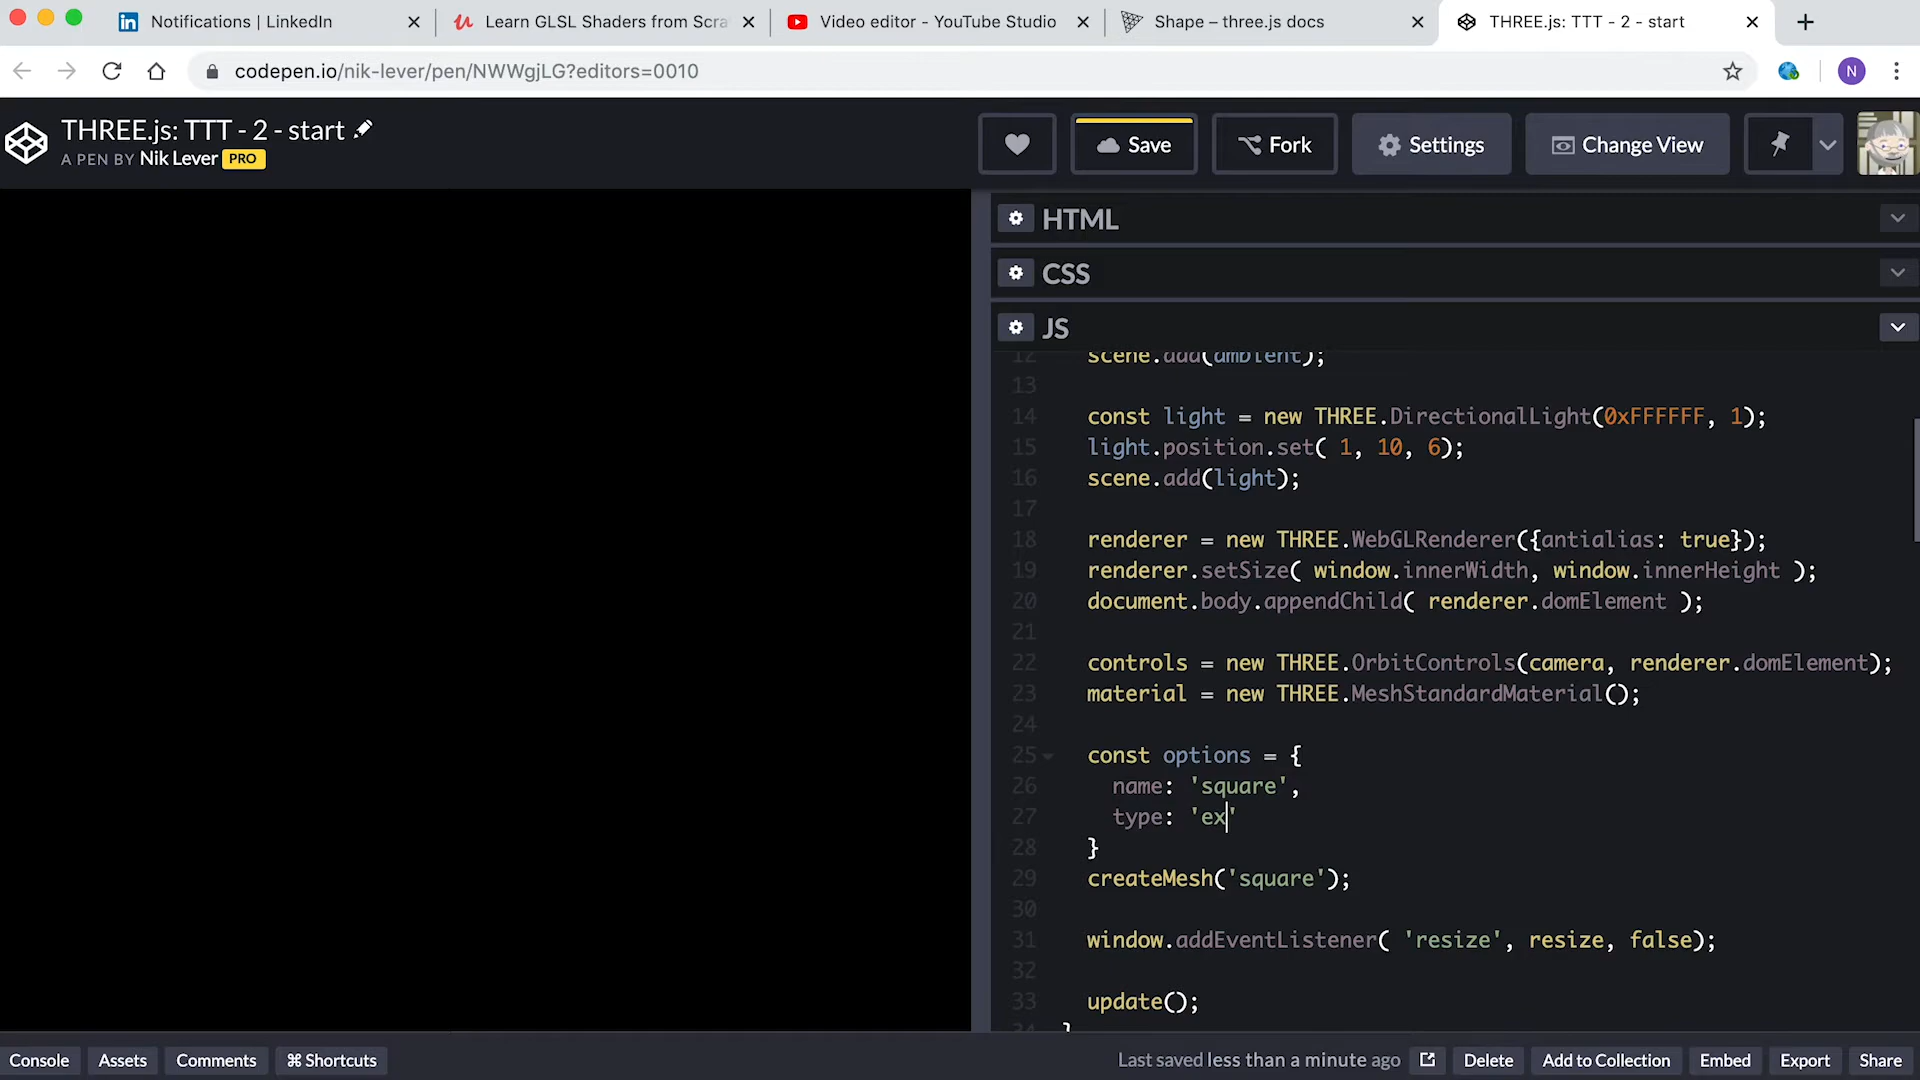 Notifications | LinkedIn
Learn GLSL Shaders from Scra
Video editor - YouTube Studio
Shape – three.js docs
THREE.js: TTT - 2 - start
codepen.io/nik-lever/pen/NWWgjLG?editors=0010
N
THREE.js: TTT - 2 - start
A PEN BY Nik Lever PRO
Save
Fork
Settings
Change View
HTML
CSS
JS
12 scene.add(ambient);
13
14 const light = new THREE.DirectionalLight(0xFFFFFF, 1);
15 light.position.set( 1, 10, 6);
16 scene.add(light);
17
18 renderer = new THREE.WebGLRenderer({antialias: true});
19 renderer.setSize( window.innerWidth, window.innerHeight );
20 document.body.appendChild( renderer.domElement );
21
22 controls = new THREE.OrbitControls(camera, renderer.domElement);
23 material = new THREE.MeshStandardMaterial();
24
25 const options = {
26 name: 'square',
27 type: 'ex'
28 }
29 createMesh('square');
30
31 window.addEventListener( 'resize', resize, false);
32
33 update();
34 }
Console
Assets
Comments
⌘ Shortcuts
Last saved less than a minute ago
Delete
Add to Collection
Embed
Export
Share